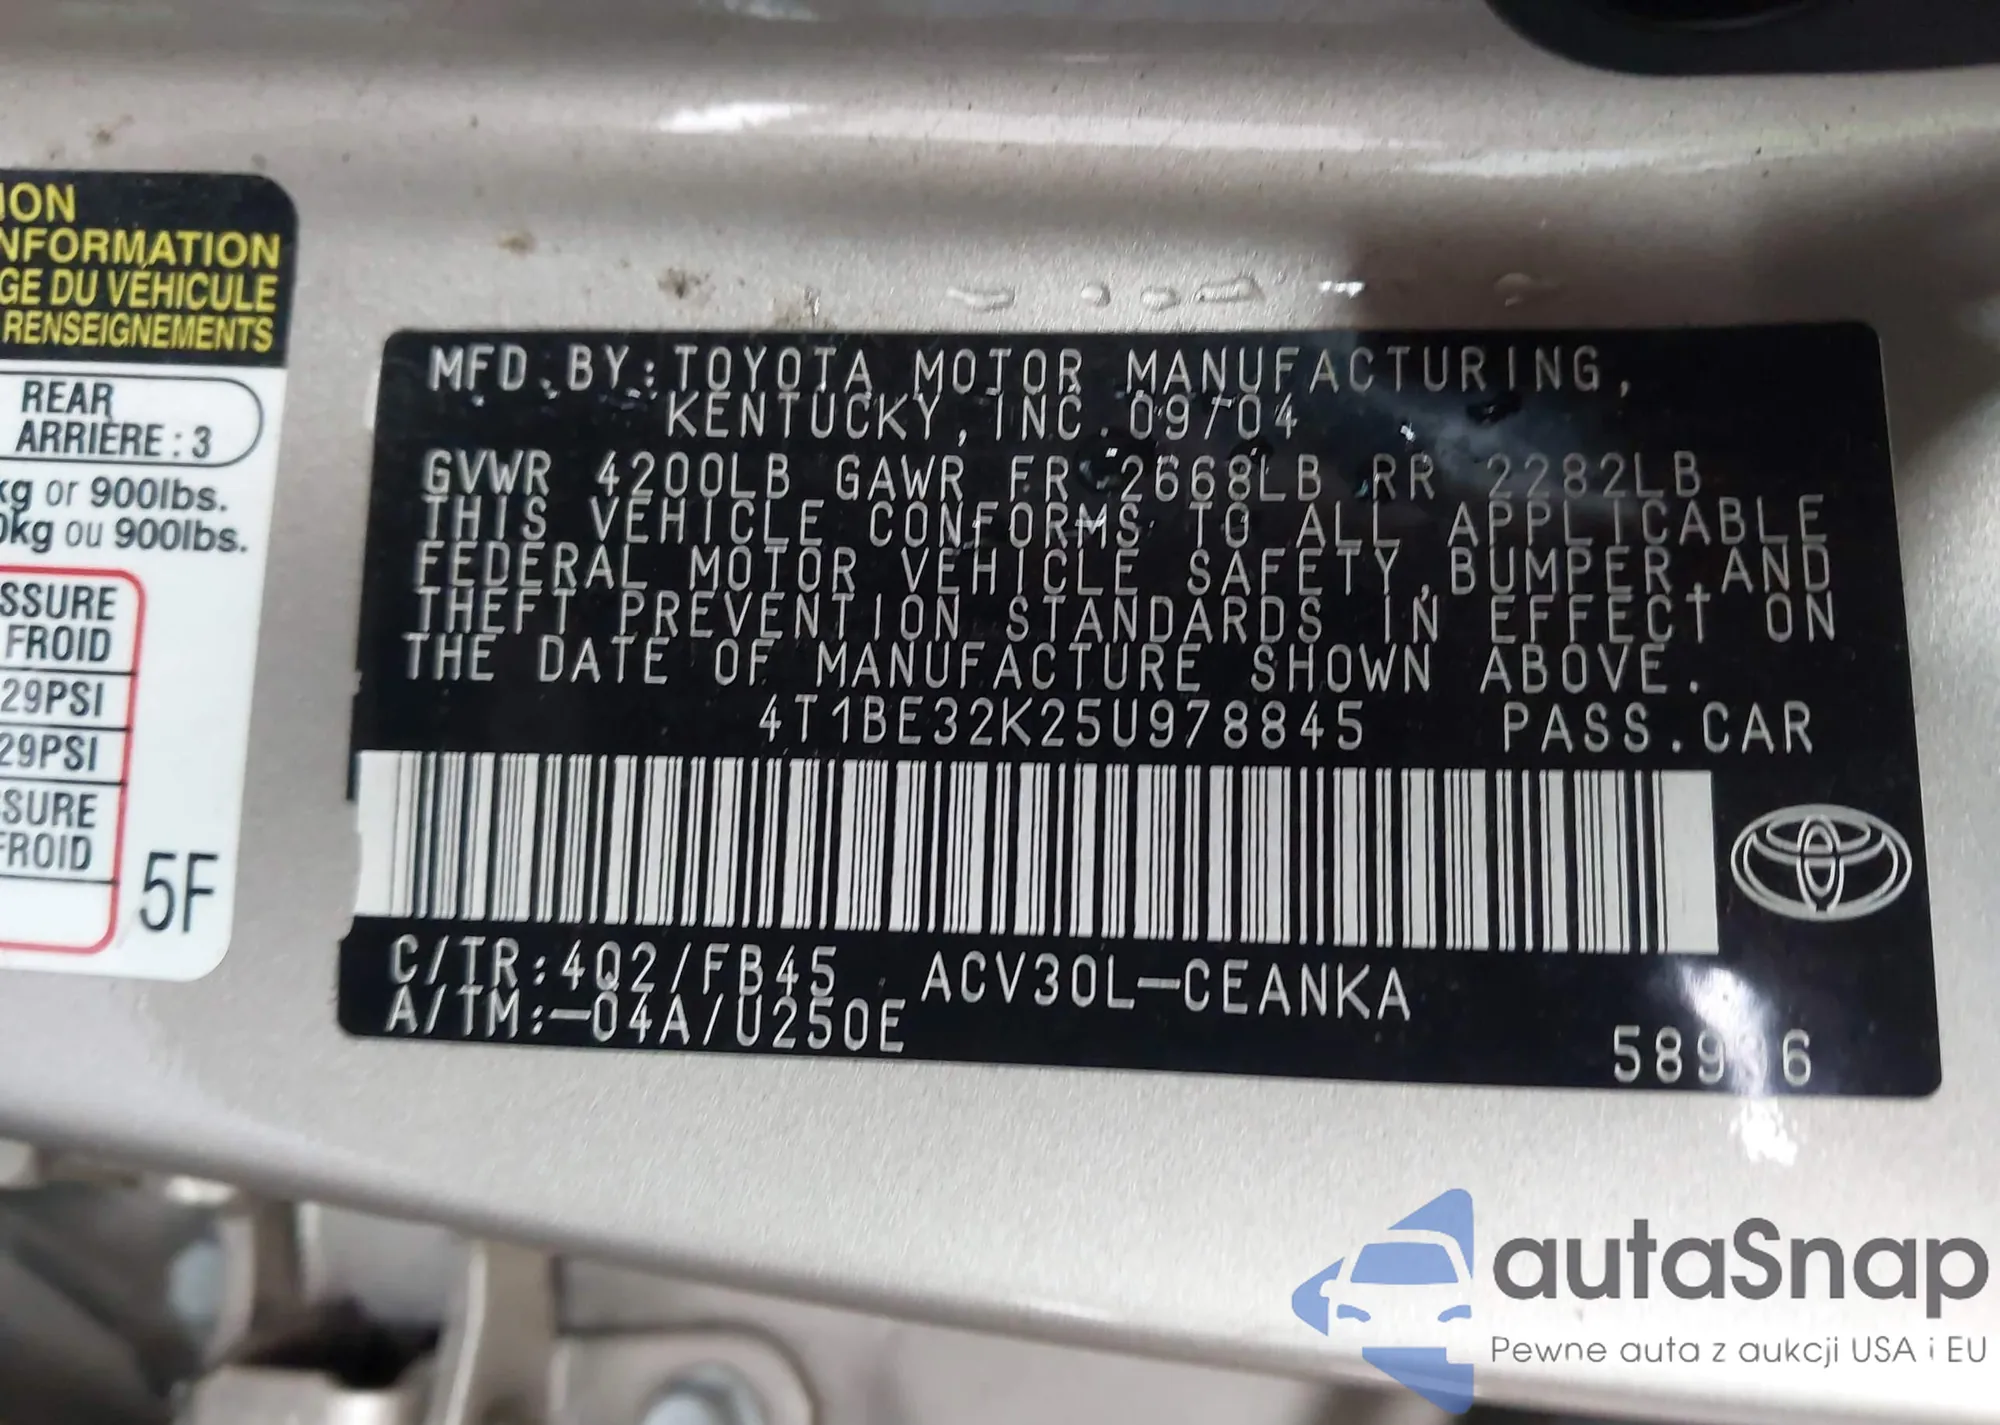 ION
NFORMATION
GE DU VÉHICULE
RENSEIGNEMENTS
REAR
ARRIÈRE : 3
kg or 900lbs.
0kg ou 900lbs.
SSURE
FROID
29PSI
29PSI
SSURE
FROID
5F
MFD. BY: TOYOTA MOTOR MANUFACTURING,
KENTUCKY, INC. 09/04
GVWR 4200LB GAWR FR 2668LB RR 2282LB
THIS VEHICLE CONFORMS TO ALL APPLICABLE
FEDERAL MOTOR VEHICLE SAFETY, BUMPER, AND
THEFT PREVENTION STANDARDS IN EFFECT ON
THE DATE OF MANUFACTURE SHOWN ABOVE.
4T1BE32K25U978845 PASS.CAR
C/TR:4Q2/FB45 ACV30L-CEANKA
A/TM:-04A/U250E
autaSnap
Pewne auta z aukcji USA i EU